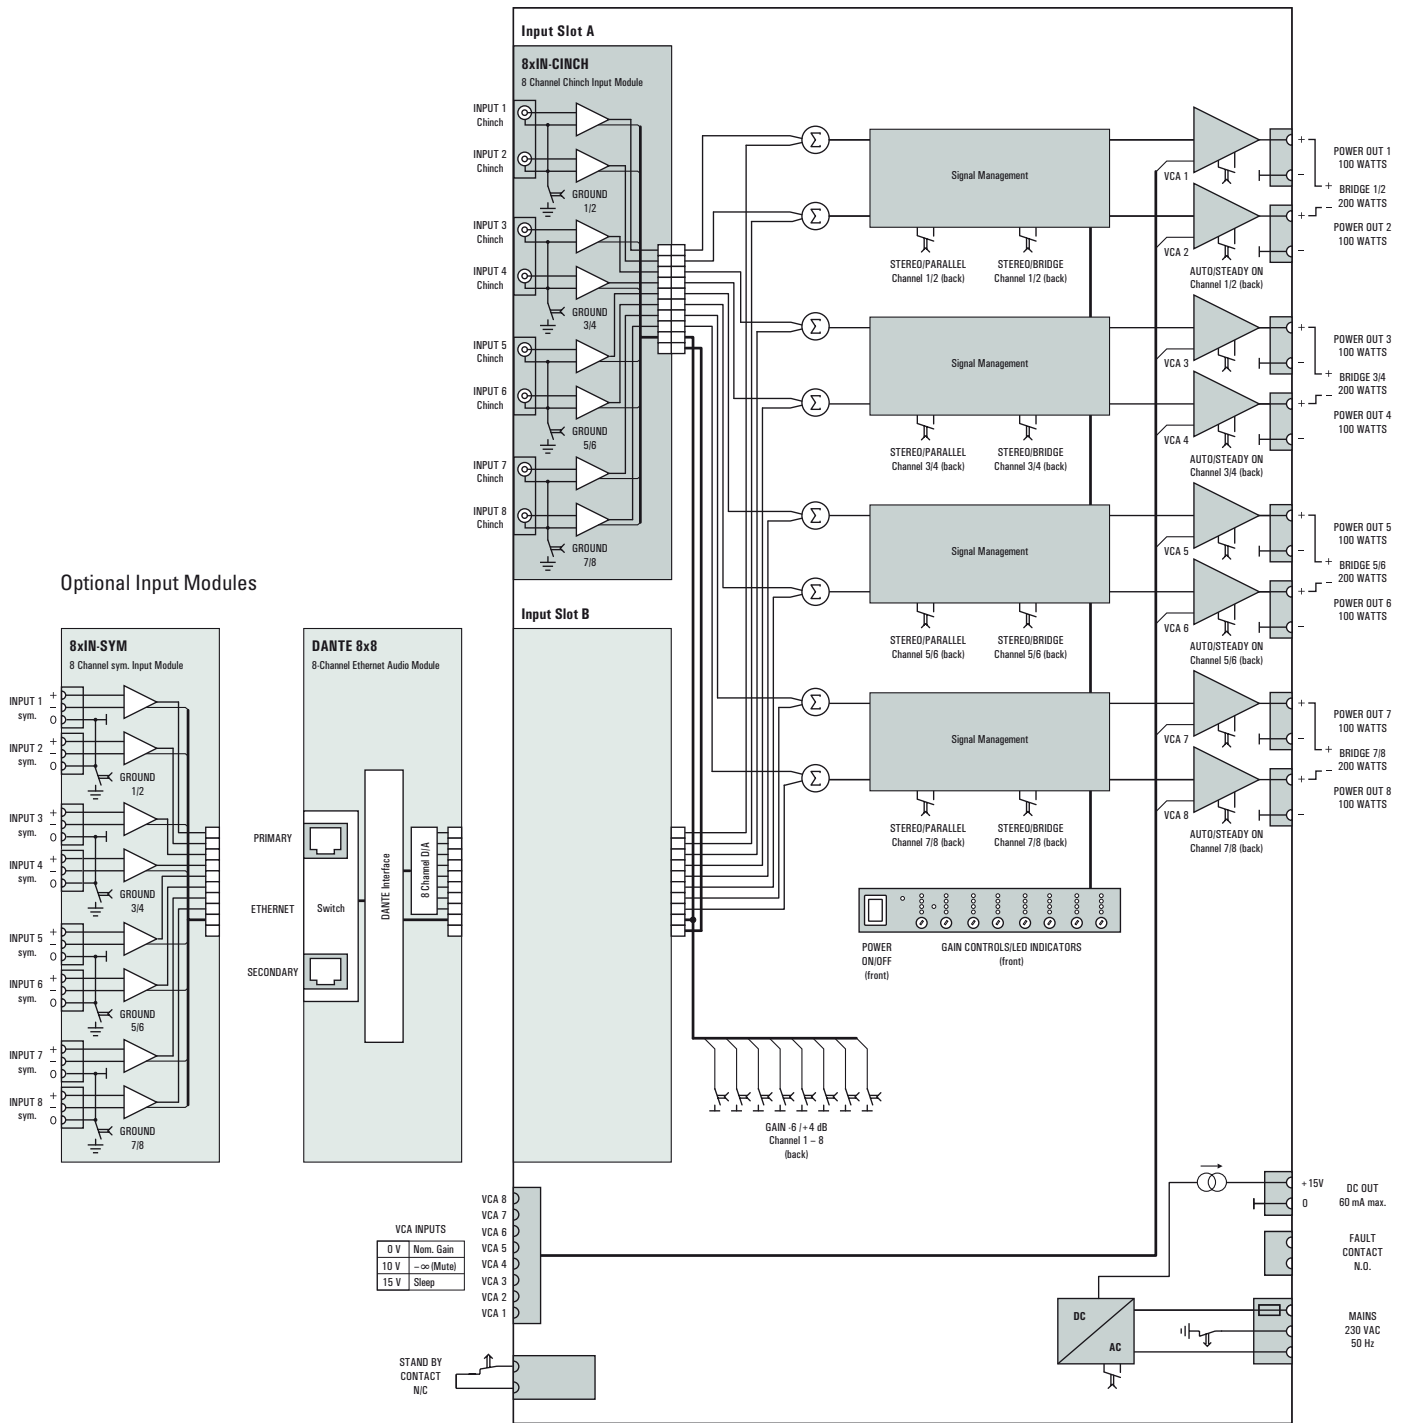 Input Slot A
8xIN-CINCH
8 Channel Chinch Input Module
INPUT 1
Chinch
INPUT 2
Chinch
GROUND
1/2
INPUT 3
Chinch
INPUT 4
Chinch
GROUND
3/4
INPUT 5
Chinch
INPUT 6
Chinch
GROUND
5/6
INPUT 7
Chinch
INPUT 8
Chinch
GROUND
7/8
Σ
Σ
Signal Management
STEREO/PARALLEL
Channel 1/2 (back)
STEREO/BRIDGE
Channel 1/2 (back)
VCA 1
VCA 2
AUTO/STEADY ON
Channel 1/2 (back)
+
−
+
−
POWER OUT 1
100 WATTS
+ BRIDGE 1/2
− 200 WATTS
POWER OUT 2
100 WATTS
Σ
Σ
Signal Management
STEREO/PARALLEL
Channel 3/4 (back)
STEREO/BRIDGE
Channel 3/4 (back)
VCA 3
VCA 4
AUTO/STEADY ON
Channel 3/4 (back)
+
−
+
−
POWER OUT 3
100 WATTS
+ BRIDGE 3/4
− 200 WATTS
POWER OUT 4
100 WATTS
Σ
Σ
Signal Management
STEREO/PARALLEL
Channel 5/6 (back)
STEREO/BRIDGE
Channel 5/6 (back)
VCA 5
VCA 6
AUTO/STEADY ON
Channel 5/6 (back)
+
−
+
−
POWER OUT 5
100 WATTS
+ BRIDGE 5/6
− 200 WATTS
POWER OUT 6
100 WATTS
Σ
Σ
Signal Management
STEREO/PARALLEL
Channel 7/8 (back)
STEREO/BRIDGE
Channel 7/8 (back)
VCA 7
VCA 8
AUTO/STEADY ON
Channel 7/8 (back)
+
−
+
−
POWER OUT 7
100 WATTS
+ BRIDGE 7/8
− 200 WATTS
POWER OUT 8
100 WATTS
Optional Input Modules
8xIN-SYM
8 Channel sym. Input Module
INPUT 1
sym.
+
−
0
INPUT 2
sym.
+
−
0
GROUND
1/2
INPUT 3
sym.
+
−
0
INPUT 4
sym.
+
−
0
GROUND
3/4
INPUT 5
sym.
+
−
0
INPUT 6
sym.
+
−
0
GROUND
5/6
INPUT 7
sym.
+
−
0
INPUT 8
sym.
+
−
0
GROUND
7/8
DANTE 8x8
8-Channel Ethernet Audio Module
PRIMARY
ETHERNET
SECONDARY
Switch
DANTE Interface
8 Channel D/A
Input Slot B
POWER
ON/OFF
(front)
GAIN CONTROLS/LED INDICATORS
(front)
GAIN -6 /+4 dB
Channel 1 – 8
(back)
VCA 8
VCA 7
VCA 6
VCA 5
VCA 4
VCA 3
VCA 2
VCA 1
VCA INPUTS
0 V Nom. Gain
10 V −∞ (Mute)
15 V Sleep
STAND BY
CONTACT
N/C
+15V
0
DC OUT
60 mA max.
FAULT
CONTACT
N.O.
DC
AC
MAINS
230 VAC
50 Hz